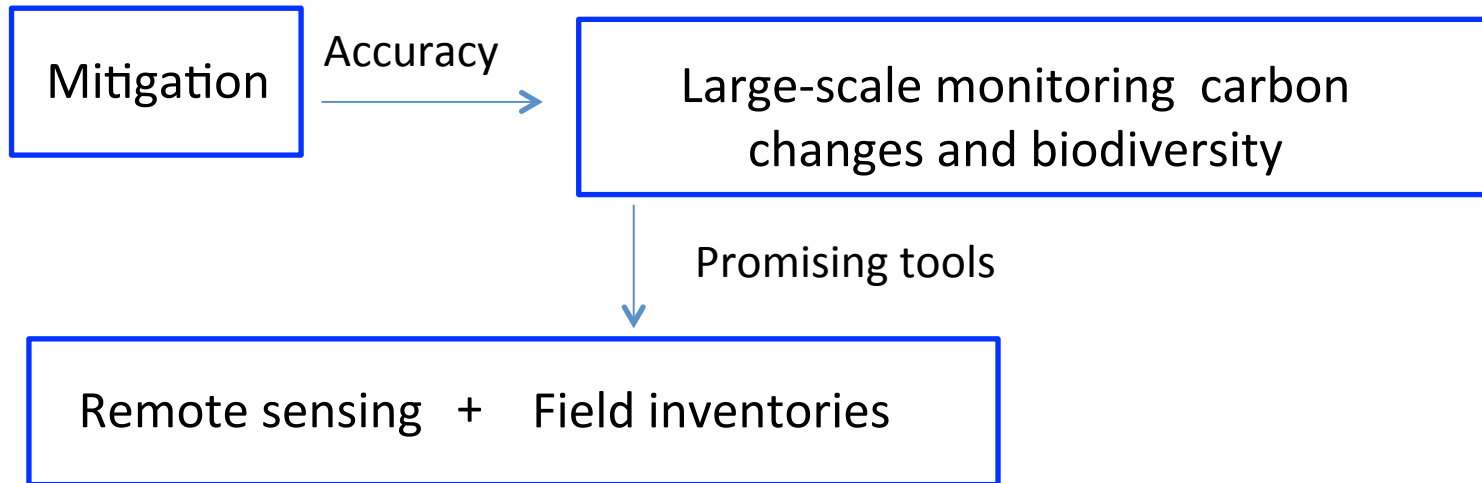 Mitigation
Accuracy
Large-scale monitoring carbon
changes and biodiversity
Promising tools
Remote sensing + Field inventories